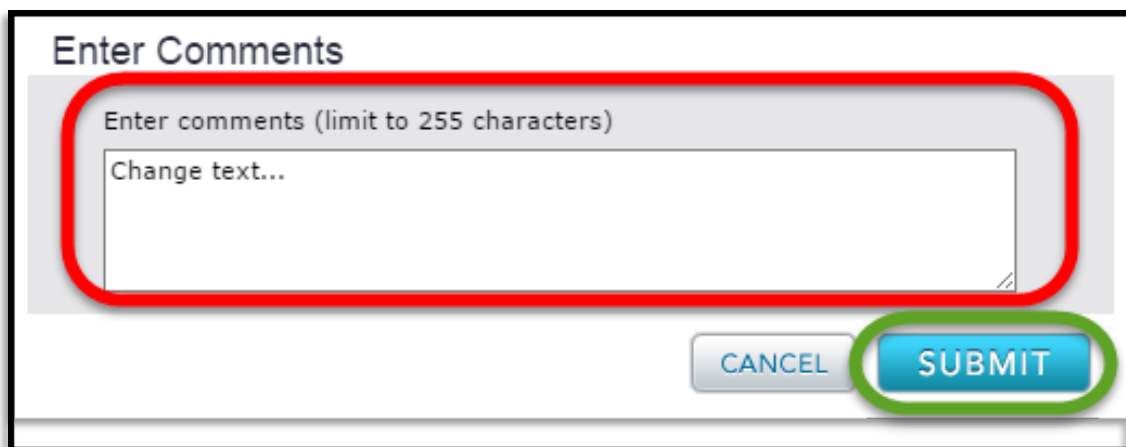 Enter Comments
Enter comments (limit to 255 characters)
Change text...
CANCEL
SUBMIT